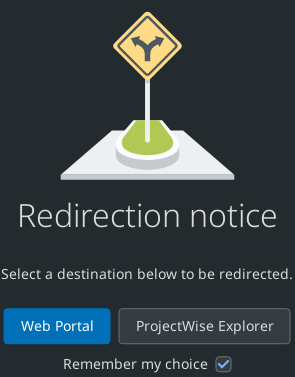 Redirection notice
Select a destination below to be redirected.
Web Portal
ProjectWise Explorer
Remember my choice